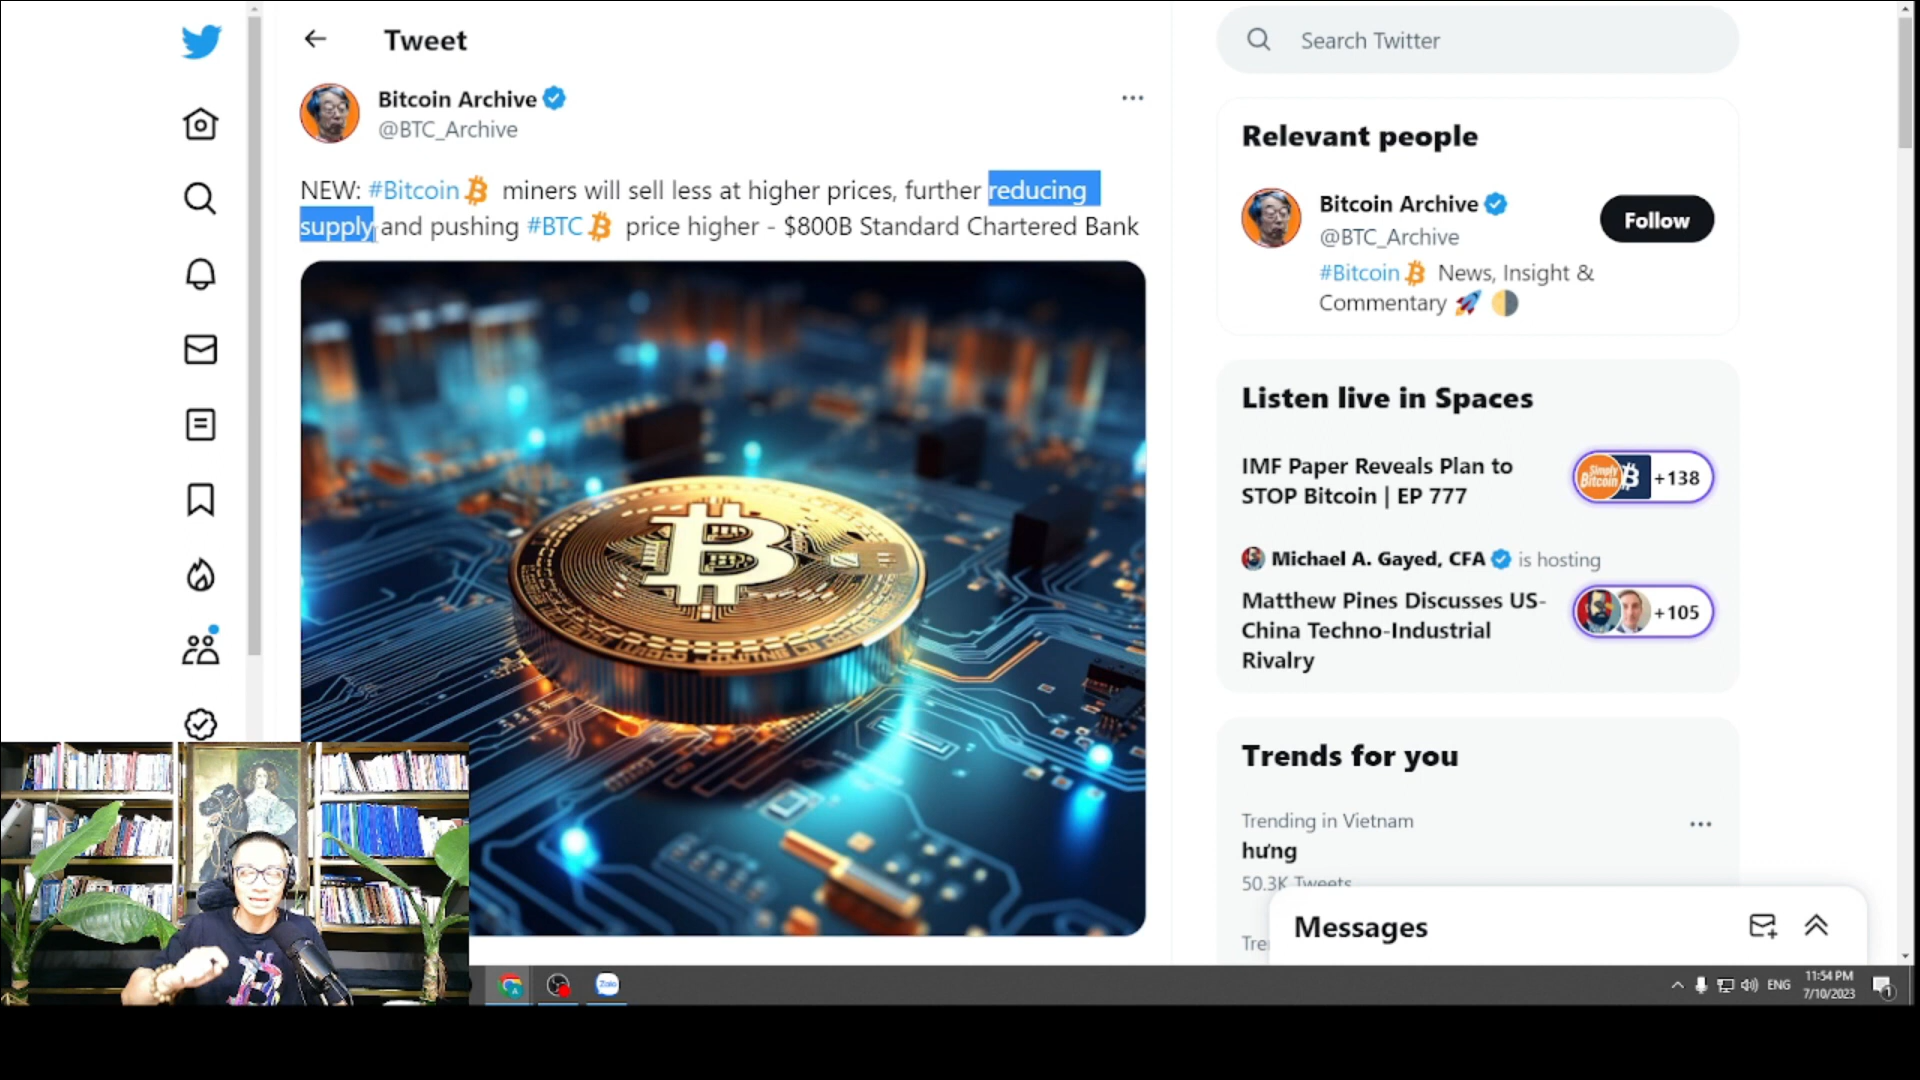 Tweet
Bitcoin Archive
@BTC_Archive
NEW: #Bitcoin miners will sell less at higher prices, further reducing
supply and pushing #BTC price higher - $800B Standard Chartered Bank
Search Twitter
Relevant people
Bitcoin Archive
@BTC_Archive
Follow
#Bitcoin News, Insight &
Commentary
Listen live in Spaces
IMF Paper Reveals Plan to
STOP Bitcoin | EP 777
Simply
Bitcoin
+138
Michael A. Gayed, CFA is hosting
Matthew Pines Discusses US-
China Techno-Industrial
Rivalry
+105
Trends for you
Trending in Vietnam
hưng
50.3K Tweets
Messages
Zalo
ENG
11:54 PM
7/10/2023
1